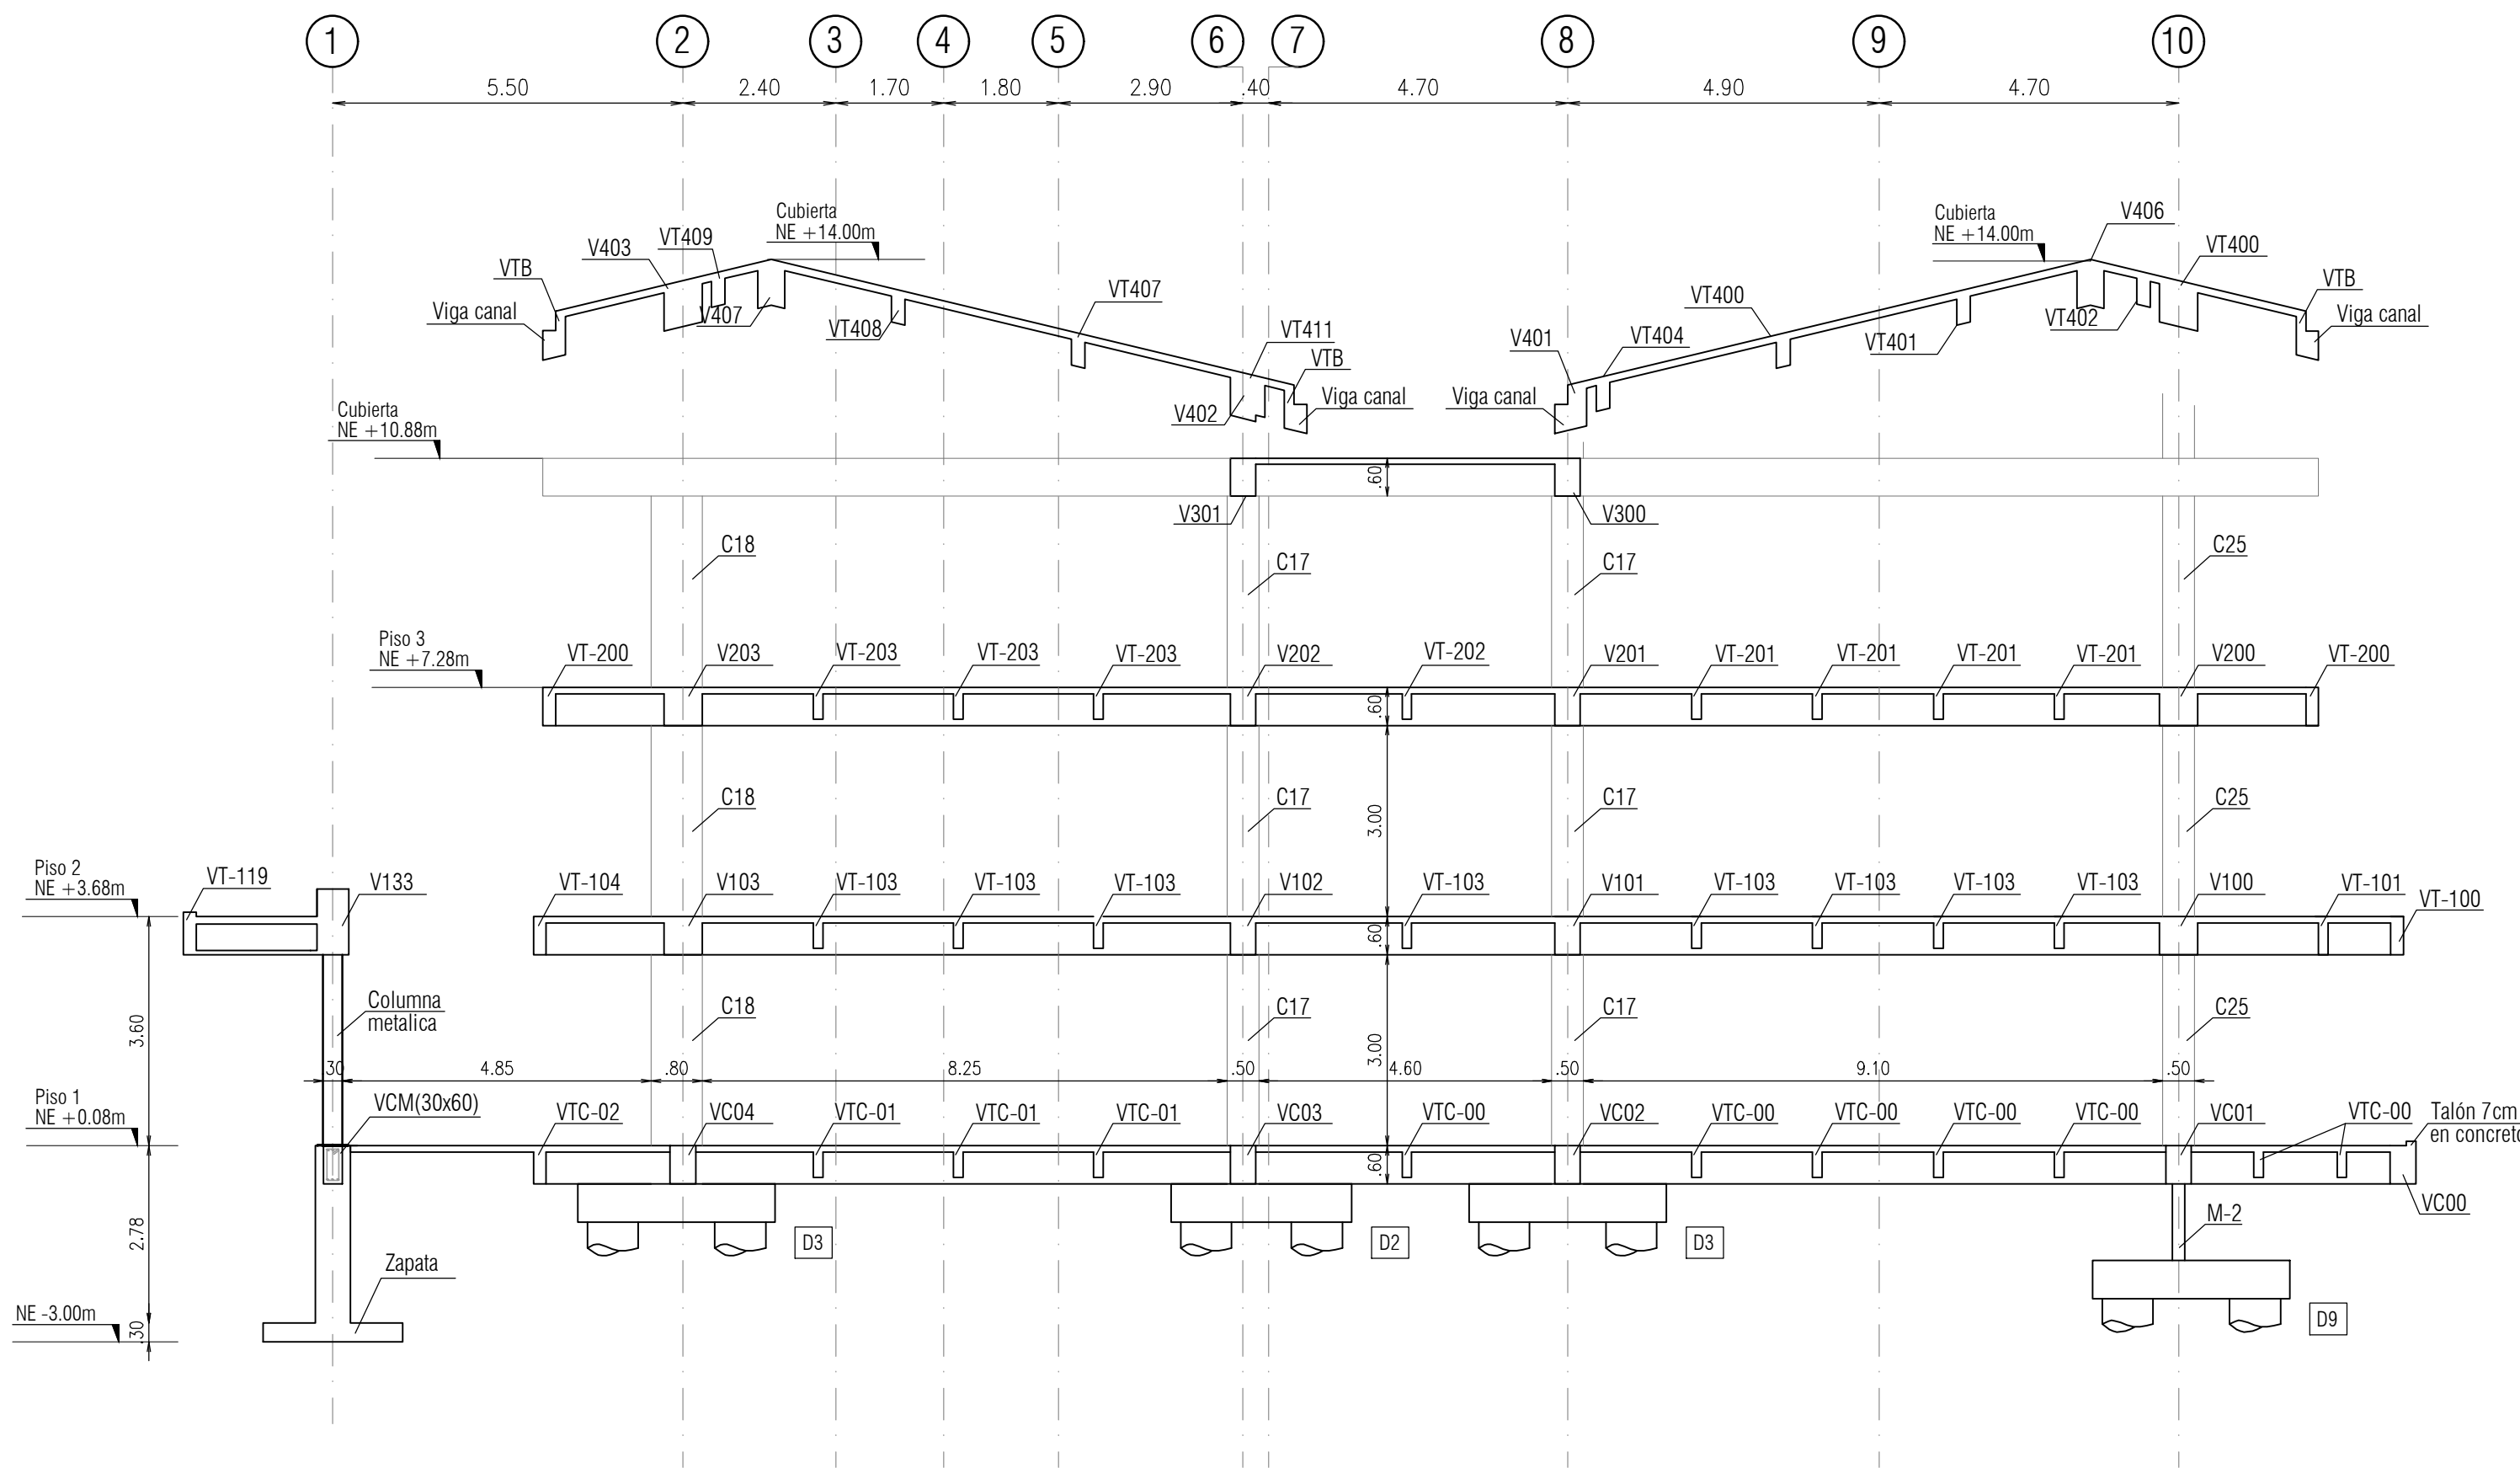 1 2 3 4 5 6 7 8 9 10
5.50 2.40 1.70 1.80 2.90 .40 4.70 4.90 4.70
Cubierta
NE +14.00m
Cubierta
NE +14.00m
V406
V403 VT409 VT400
VTB VTB
Viga canal Viga canal
V407 VT408 VT407 VT400 VT401 VT402
VT411 V401 VT404
VTB
Viga canal Viga canal
V402
Cubierta
NE +10.88m
.60
V301 V300
C18 C17 C17 C25
Piso 3
NE +7.28m
VT-200 V203 VT-203 VT-203 VT-203 V202 VT-202 V201 VT-201 VT-201 VT-201 VT-201 V200 VT-200
.60
C18 C17 3.00 C17 C25
Piso 2
NE +3.68m
VT-119 V133 VT-104 V103 VT-103 VT-103 VT-103 V102 VT-103 V101 VT-103 VT-103 VT-103 VT-103 V100 VT-101 VT-100
.60
Columna
metalica
C18 C17 C17 C25
3.60 3.00
.30 4.85 .80 8.25 .50 4.60 .50 9.10 .50
Piso 1
NE +0.08m
VCM(30x60) VTC-02 VC04 VTC-01 VTC-01 VTC-01 VC03 VTC-00 VC02 VTC-00 VTC-00 VTC-00 VTC-00 VC01 VTC-00
Talón 7cm
en concreto
.60
VC00
M-2
2.78
D3 D2 D3
Zapata
NE -3.00m
.30
D9